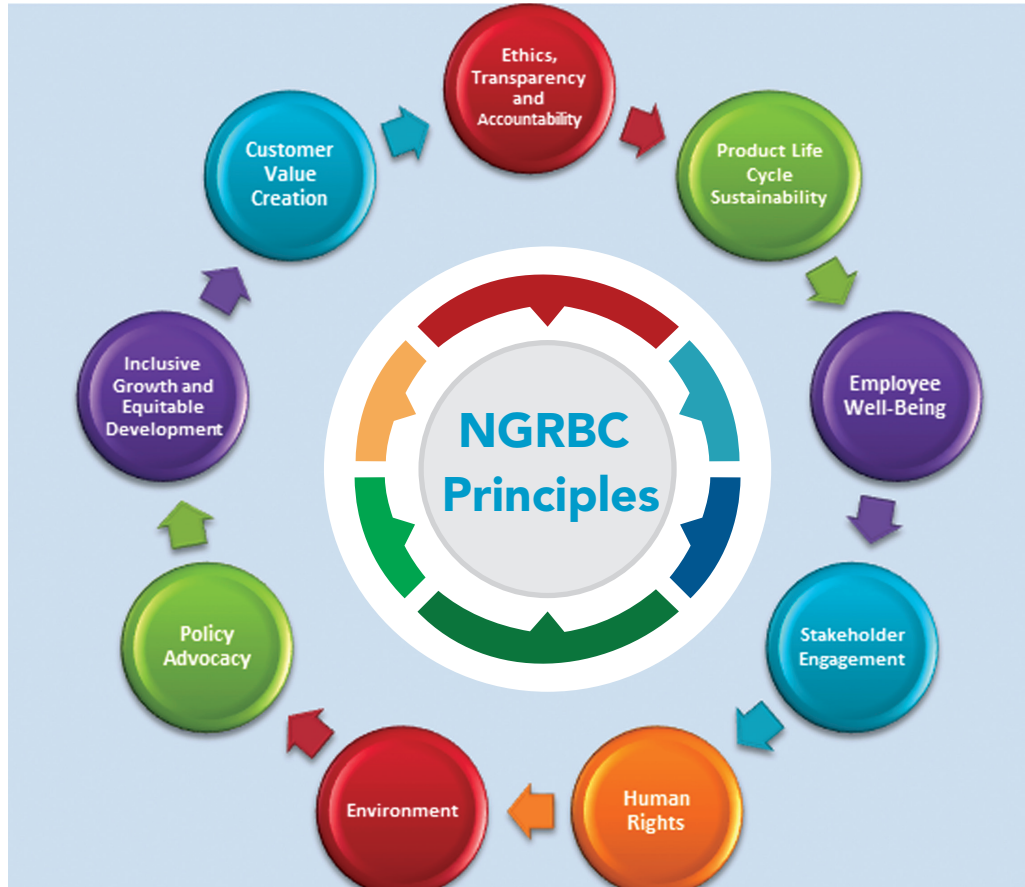 Ethics,
Transparency
and
Accountability
Product Life
Cycle
Sustainability
Employee
Well-Being
Stakeholder
Engagement
Human
Rights
Environment
Policy
Advocacy
Inclusive
Growth and
Equitable
Development
Customer
Value
Creation
NGRBC
Principles